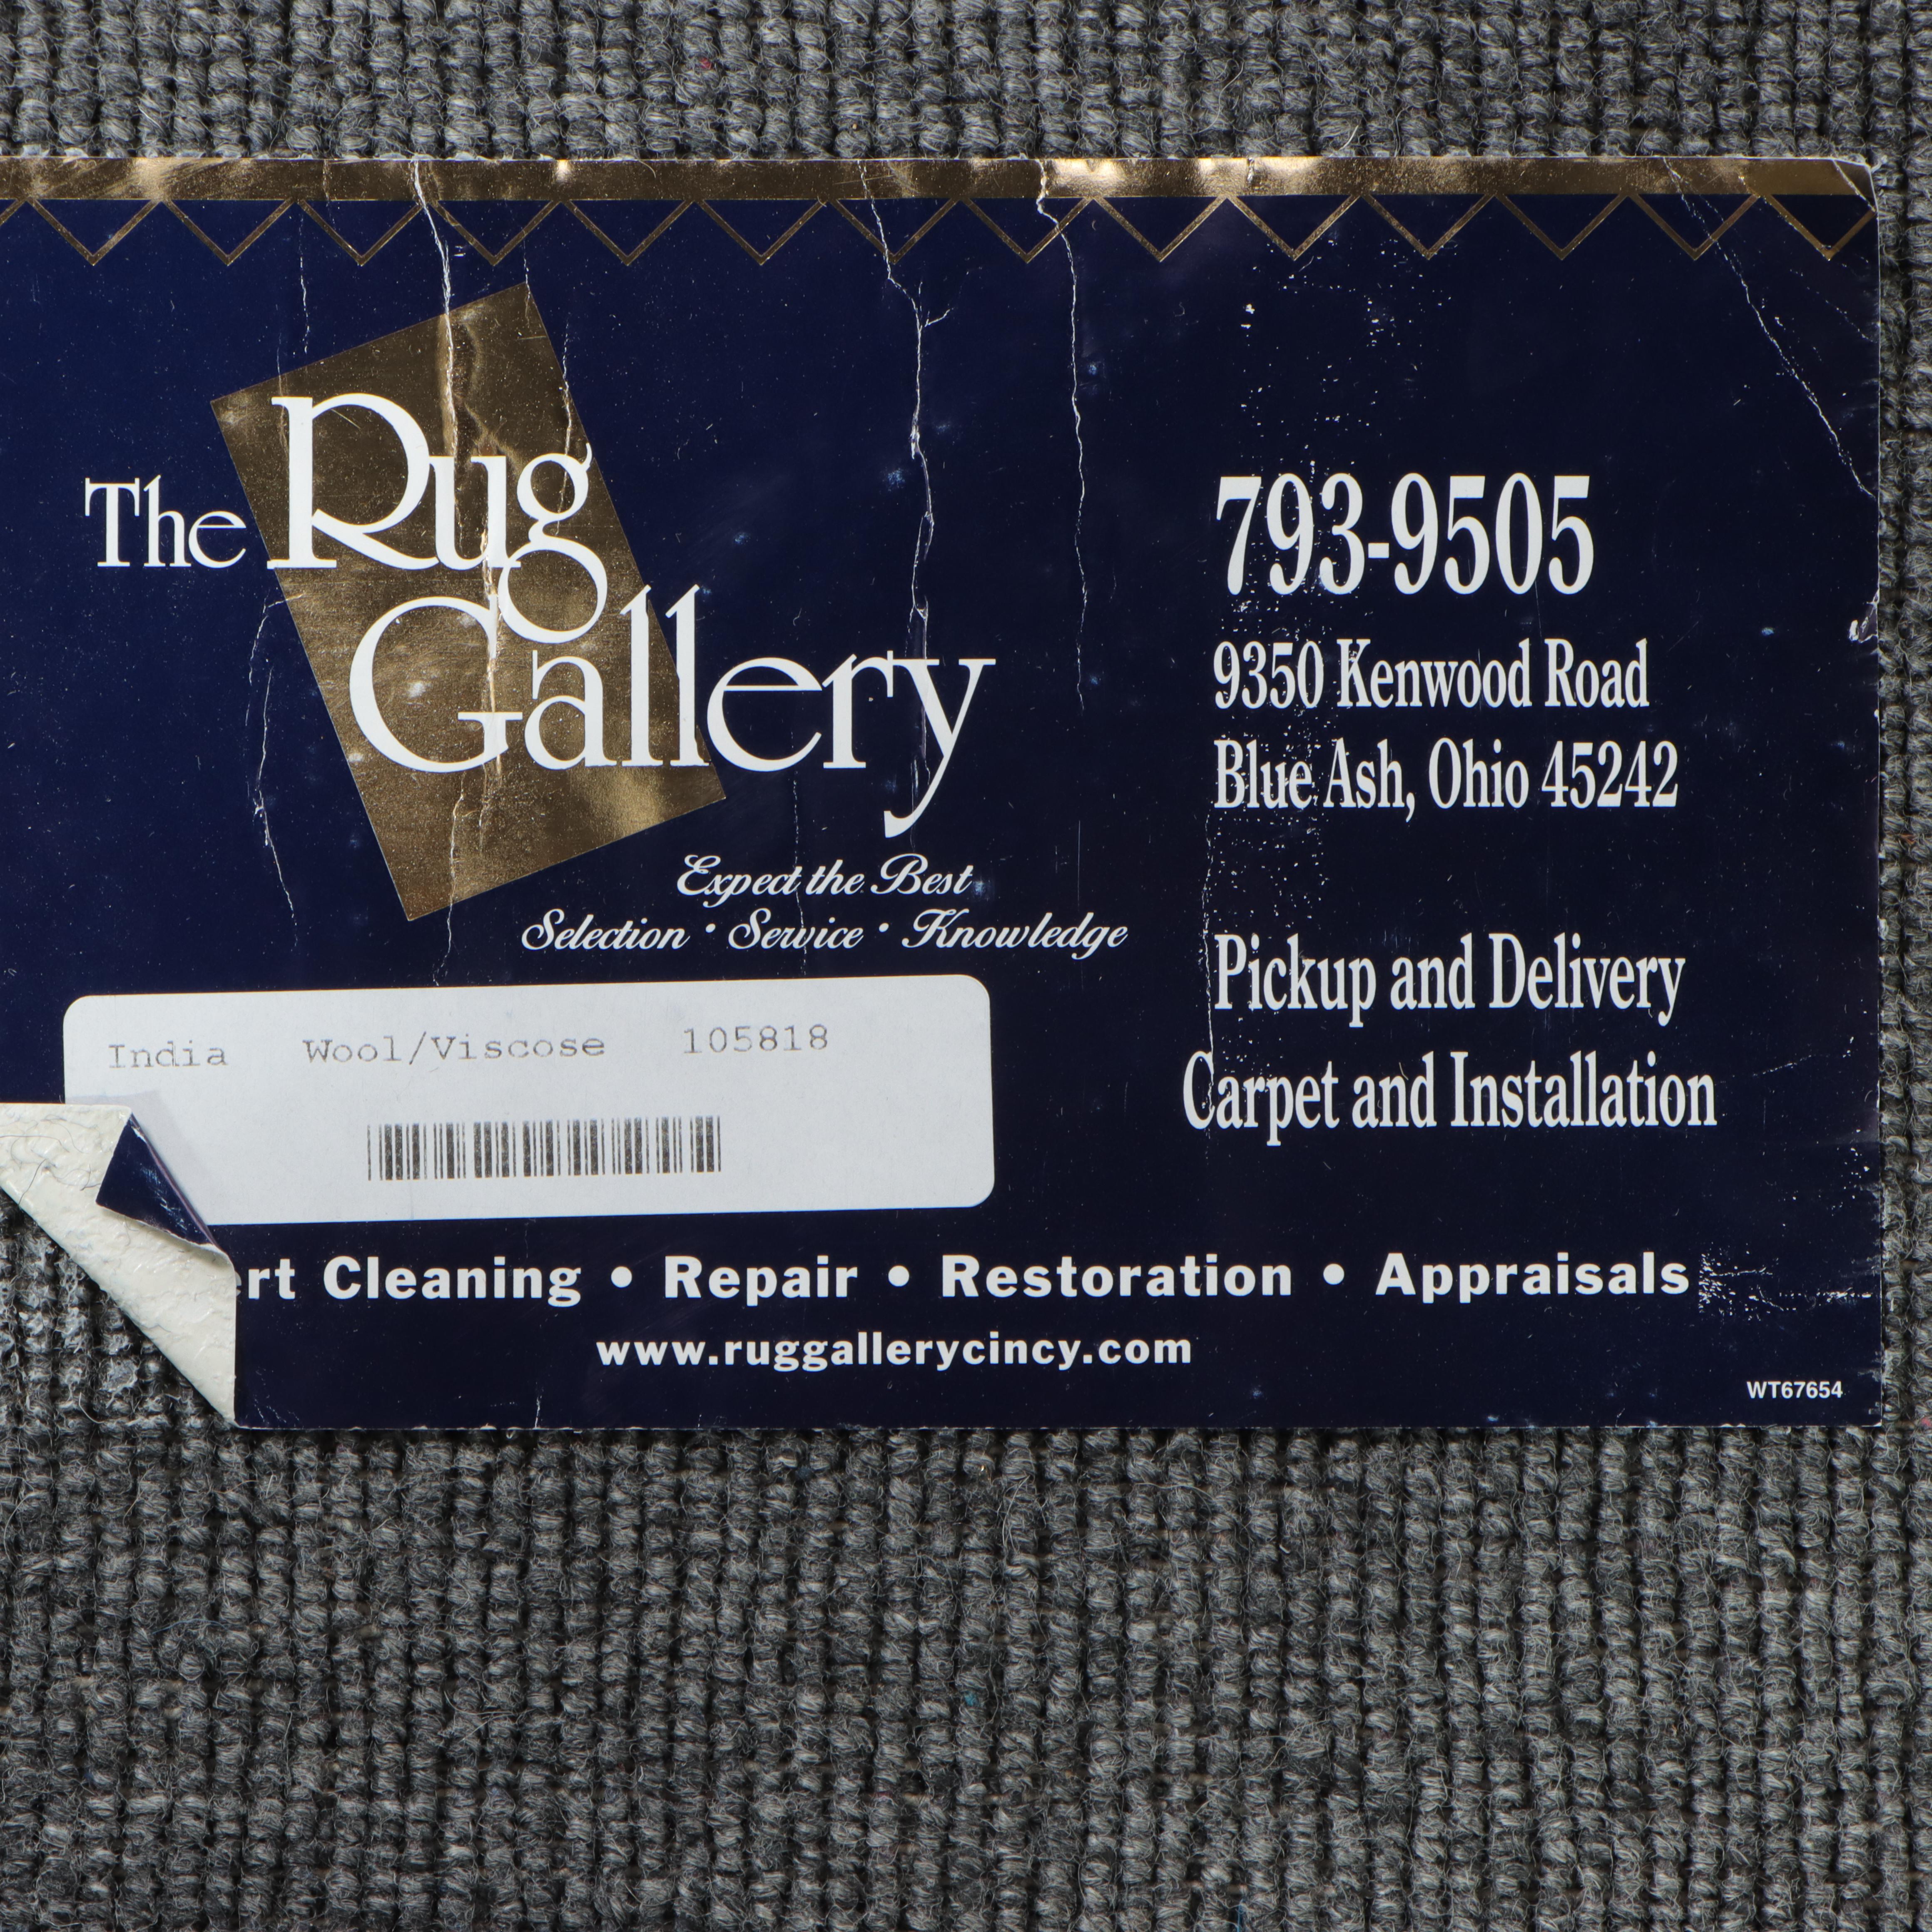 The Rug
Gallery
Expect the Best
Selection • Service • Knowledge
793-9505
9350 Kenwood Road
Blue Ash, Ohio 45242
Pickup and Delivery
Carpet and Installation
India Wool/Viscose 105818
Cleaning • Repair • Restoration • Appraisals
www.ruggallerycincy.com
WT67654